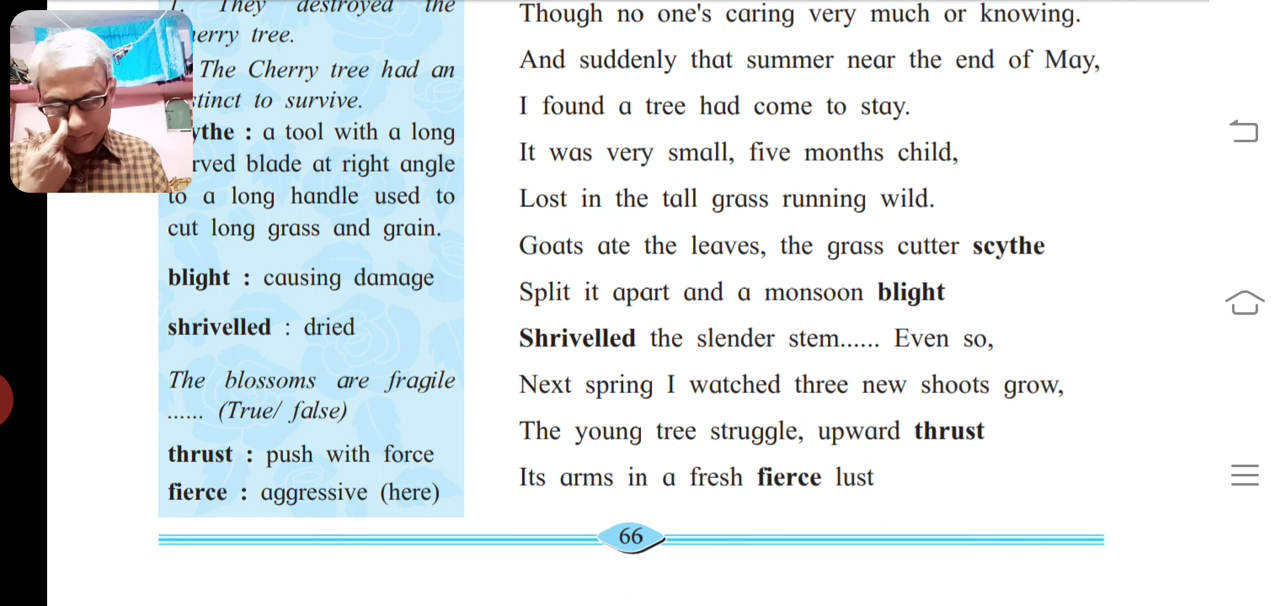 1. They destroyed the
erry tree.
The Cherry tree had an
tinct to survive.
ythe : a tool with a long
rved blade at right angle
to a long handle used to
cut long grass and grain.
blight : causing damage
shrivelled : dried
The blossoms are fragile
...... (True/ false)
thrust : push with force
fierce : aggressive (here)
Though no one's caring very much or knowing.
And suddenly that summer near the end of May,
I found a tree had come to stay.
It was very small, five months child,
Lost in the tall grass running wild.
Goats ate the leaves, the grass cutter scythe
Split it apart and a monsoon blight
Shrivelled the slender stem...... Even so,
Next spring I watched three new shoots grow,
The young tree struggle, upward thrust
Its arms in a fresh fierce lust
66